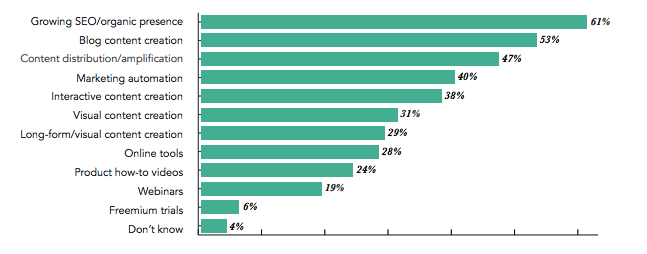 Growing SEO/organic presence 61%
Blog content creation 53%
Content distribution/amplification 47%
Marketing automation 40%
Interactive content creation 38%
Visual content creation 31%
Long-form/visual content creation 29%
Online tools 28%
Product how-to videos 24%
Webinars 19%
Freemium trials 6%
Don't know 4%